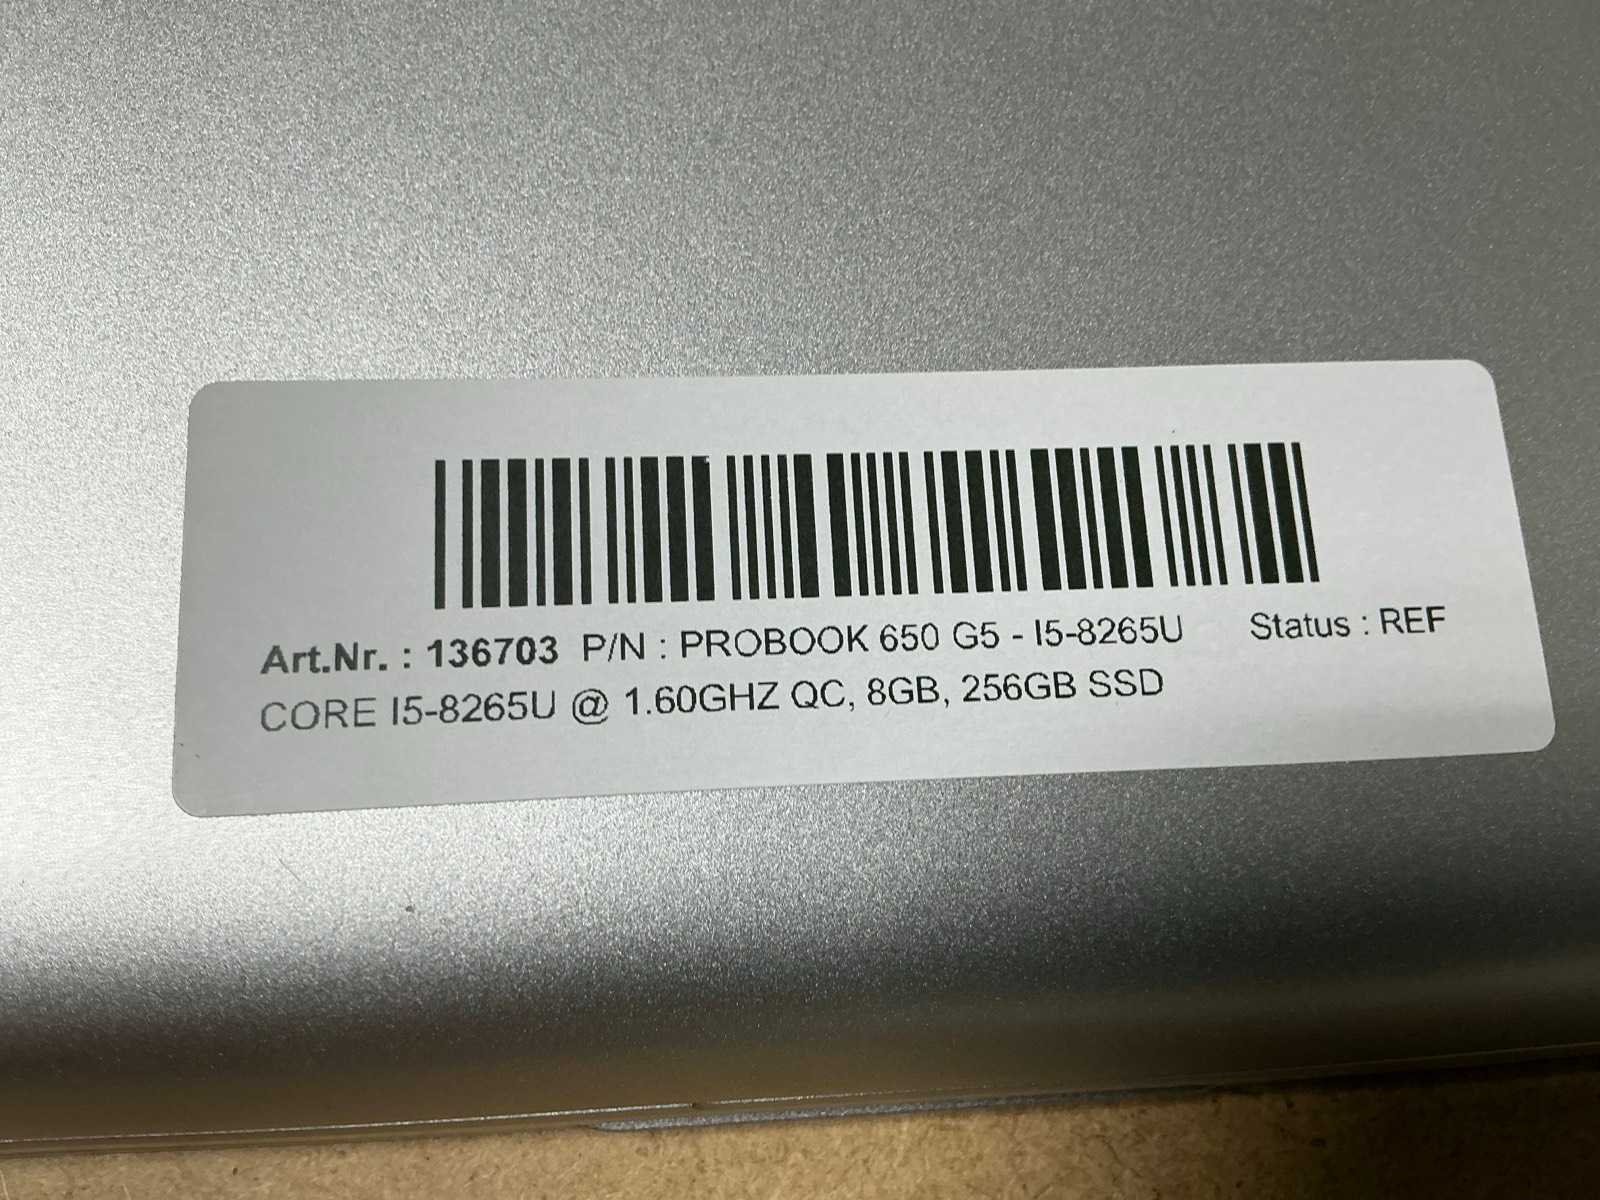 Art.Nr. : 136703 P/N : PROBOOK 650 G5 - I5-8265U Status : REF
CORE I5-8265U @ 1.60GHZ QC, 8GB, 256GB SSD